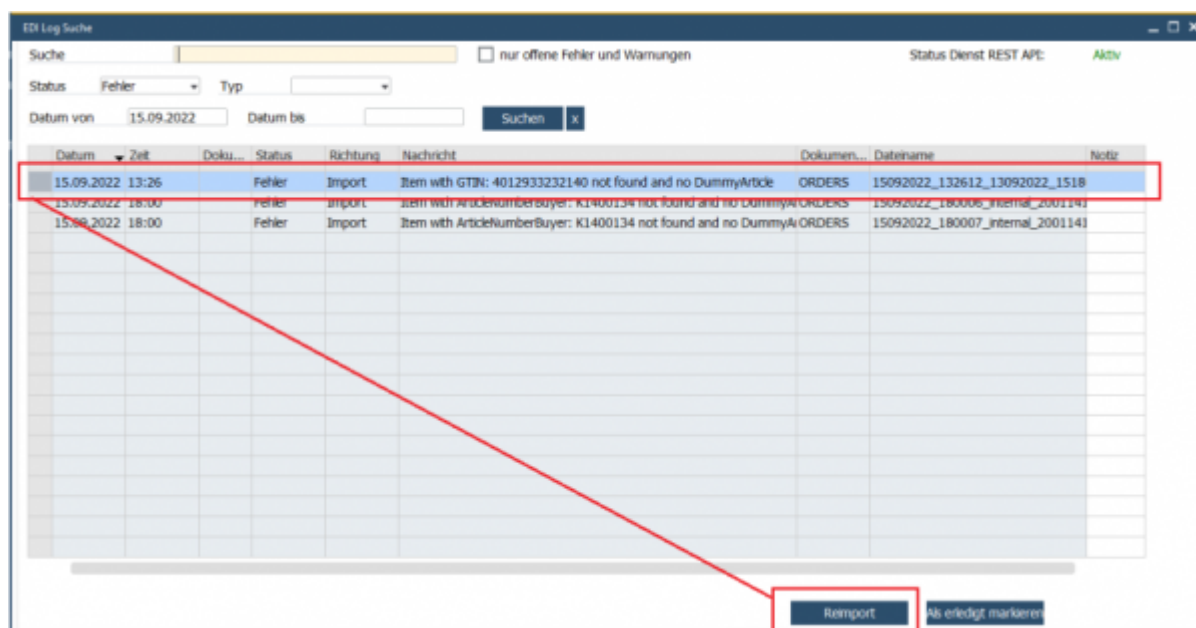 EDI Log Suche
Suche nur offene Fehler und Warnungen Status Dienst REST API: Aktiv
Status Fehler Typ
Datum von 15.09.2022 Datum bis Suchen x
Datum Zeit Doku... Status Richtung Nachricht Dokumen... Dateiname Notiz
15.09.2022 13:26 Fehler Import Item with GTIN: 4012933232140 not found and no DummyArticle ORDERS 15092022_132612_13092022_1518
15.09.2022 18:00 Fehler Import Item with ArticleNumberBuyer: K1400134 not found and no DummyAr ORDERS 15092022_180006_internal_2001141
15.09.2022 18:00 Fehler Import Item with ArticleNumberBuyer: K1400134 not found and no DummyAr ORDERS 15092022_180007_internal_2001141
Reimport Als erledigt markieren